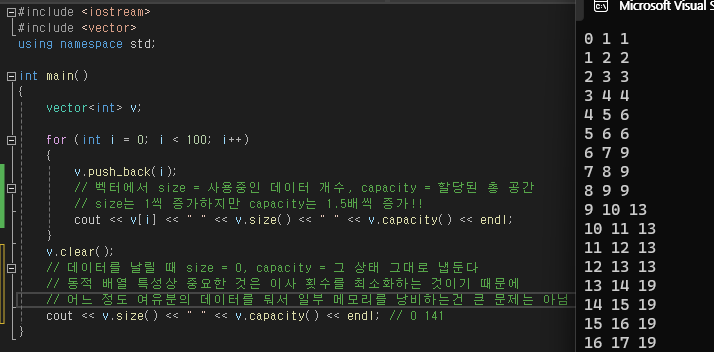 #include <iostream>
#include <vector>
using namespace std;
int main()
{
vector<int> v;
for (int i = 0; i < 100; i++)
{
v.push_back(i);
// 벡터에서 size = 사용중인 데이터 개수, capacity = 할당된 총 공간
// size는 1씩 증가하지만 capacity는 1.5배씩 증가!!
cout << v[i] << " " << v.size() << " " << v.capacity() << endl;
}
v.clear();
// 데이터를 날릴 때 size = 0, capacity = 그 상태 그대로 냅둔다
// 동적 배열 특성상 중요한 것은 이사 횟수를 최소화하는 것이기 때문에
// 어느 정도 여유분의 데이터를 둬서 일부 메모리를 낭비하는건 큰 문제는 아님
cout << v.size() << " " << v.capacity() << endl; // 0 141
}
Microsoft Visual S
0 1 1
1 2 2
2 3 3
3 4 4
4 5 6
5 6 6
6 7 9
7 8 9
8 9 9
9 10 13
10 11 13
11 12 13
12 13 13
13 14 19
14 15 19
15 16 19
16 17 19